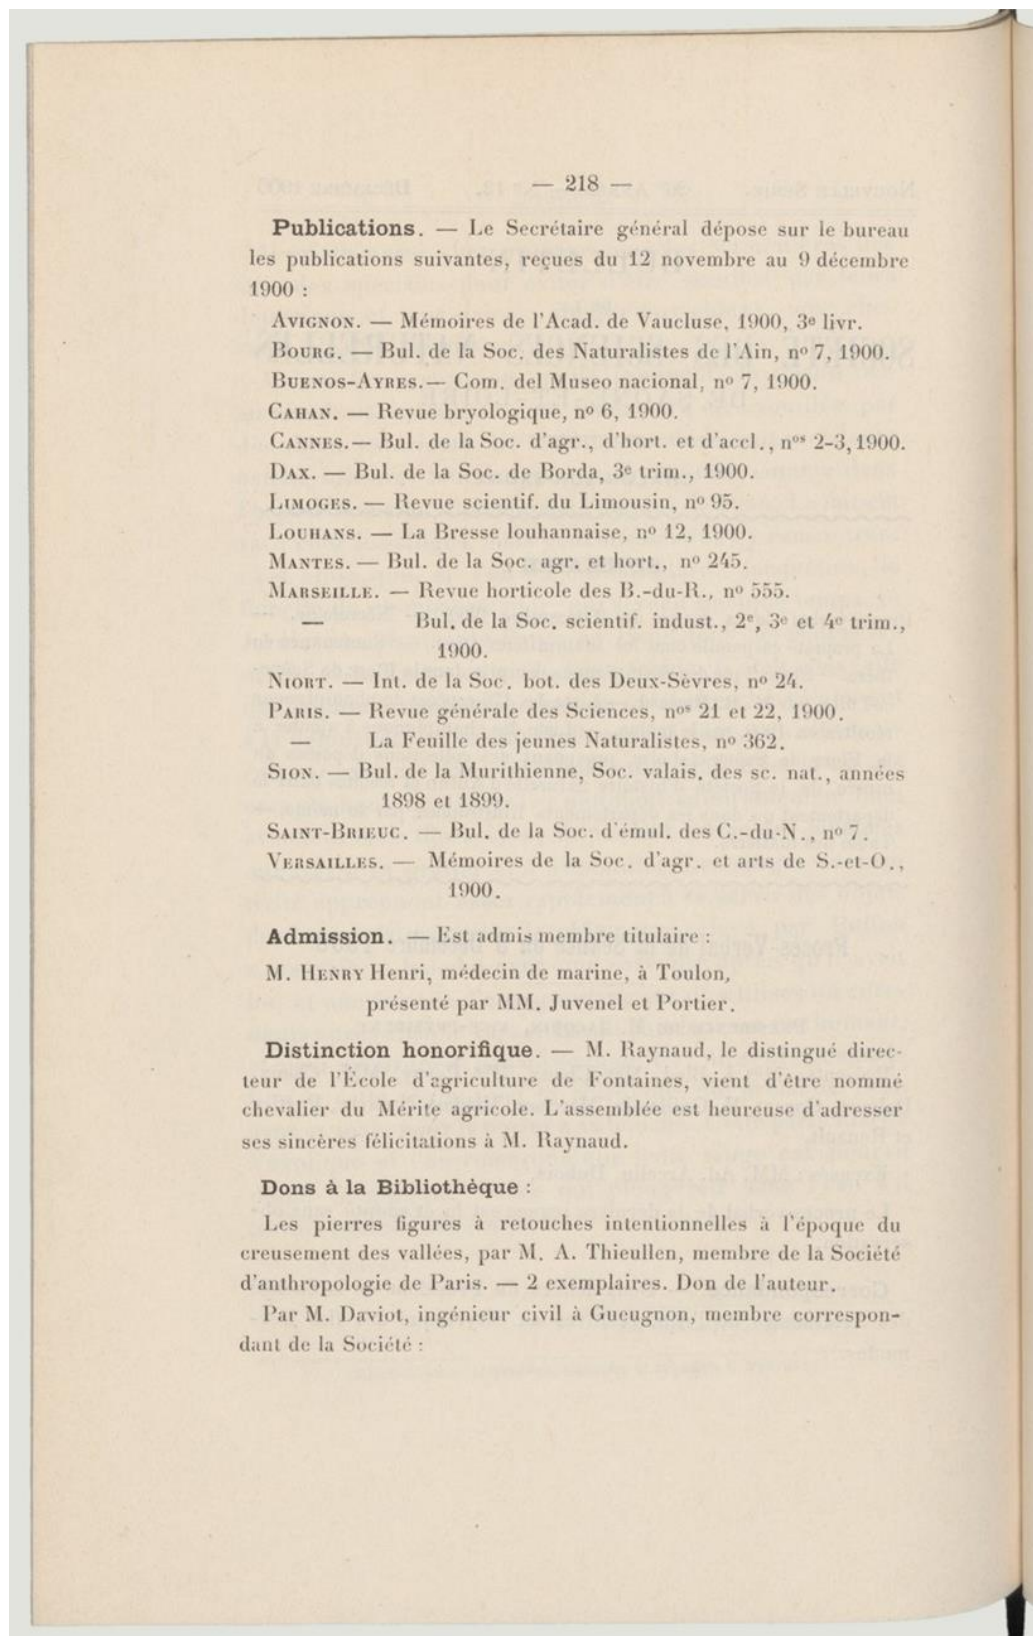 — 218 —
Publications. — Le Secrétaire général dépose sur le bureau
les publications suivantes, reçues du 12 novembre au 9 décembre
1900 :
AVIGNON. — Mémoires de l'Acad. de Vaucluse, 1900, 3e livr.
BOURG. — Bul. de la Soc. des Naturalistes de l'Ain, no 7, 1900.
BUENOS-AYRES.— Com. del Museo nacional, no 7, 1900.
CAHAN. — Revue bryologique, no 6, 1900.
CANNES.— Bul. de la Soc. d'agr., d'hort. et d'accl., nos 2-3, 1900.
DAX. — Bul. de la Soc. de Borda, 3e trim., 1900.
LIMOGES. — Revue scientif. du Limousin, no 95.
LOUHANS. — La Bresse louhannaise, no 12, 1900.
MANTES. — Bul. de la Soc. agr. et hort., no 245.
MARSEILLE. — Revue horticole des B.-du-R., no 555.
— Bul. de la Soc. scientif. indust., 2e, 3e et 4e trim.,
1900.
NIORT. — Int. de la Soc. bot. des Deux-Sèvres, no 24.
PARIS. — Revue générale des Sciences, nos 21 et 22, 1900.
— La Feuille des jeunes Naturalistes, no 362.
SION. — Bul. de la Murithienne, Soc. valais. des sc. nat., années
1898 et 1899.
SAINT-BRIEUC. — Bul. de la Soc. d'émul. des C.-du-N., no 7.
VERSAILLES. — Mémoires de la Soc. d'agr. et arts de S.-et-O.,
1900.
Admission. — Est admis membre titulaire :
M. HENRY Henri, médecin de marine, à Toulon,
présenté par MM. Juvenel et Portier.
Distinction honorifique. — M. Raynaud, le distingué direc-
teur de l'École d'agriculture de Fontaines, vient d'être nommé
chevalier du Mérite agricole. L'assemblée est heureuse d'adresser
ses sincères félicitations à M. Raynaud.
Dons à la Bibliothèque :
Les pierres figures à retouches intentionnelles à l'époque du
creusement des vallées, par M. A. Thieullen, membre de la Société
d'anthropologie de Paris. — 2 exemplaires. Don de l'auteur.
Par M. Daviot, ingénieur civil à Gueugnon, membre correspon-
dant de la Société :